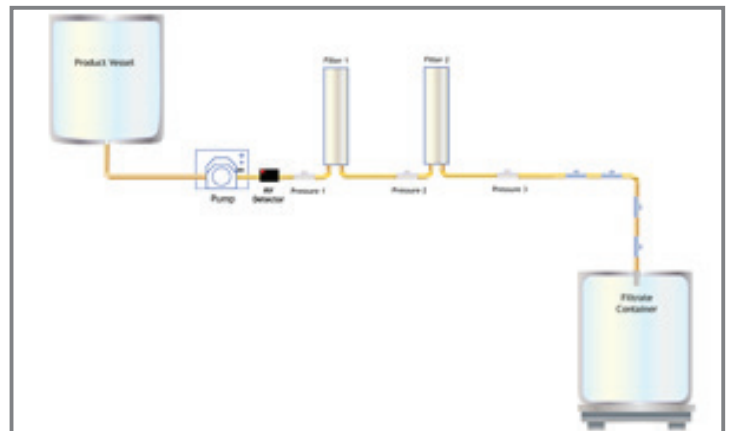 Product Vessel
Filter 1
Filter 2
Pump
Detector
Pressure 1
Pressure 2
Pressure 3
Filtrate
Container